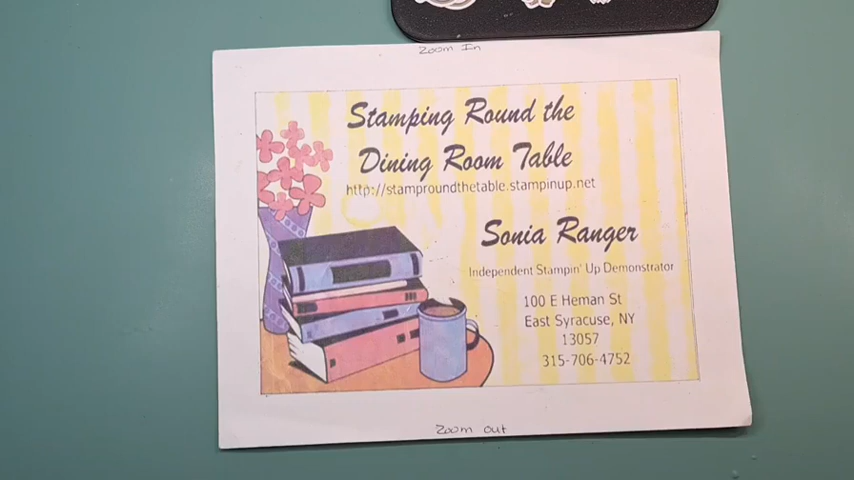 Zoom In
Stamping Round the
Dining Room Table
http://stamproundthetable.stampinup.net
Sonia Ranger
Independent Stampin' Up Demonstrator
100 E Heman St
East Syracuse, NY
13057
315-706-4752
Zoom out